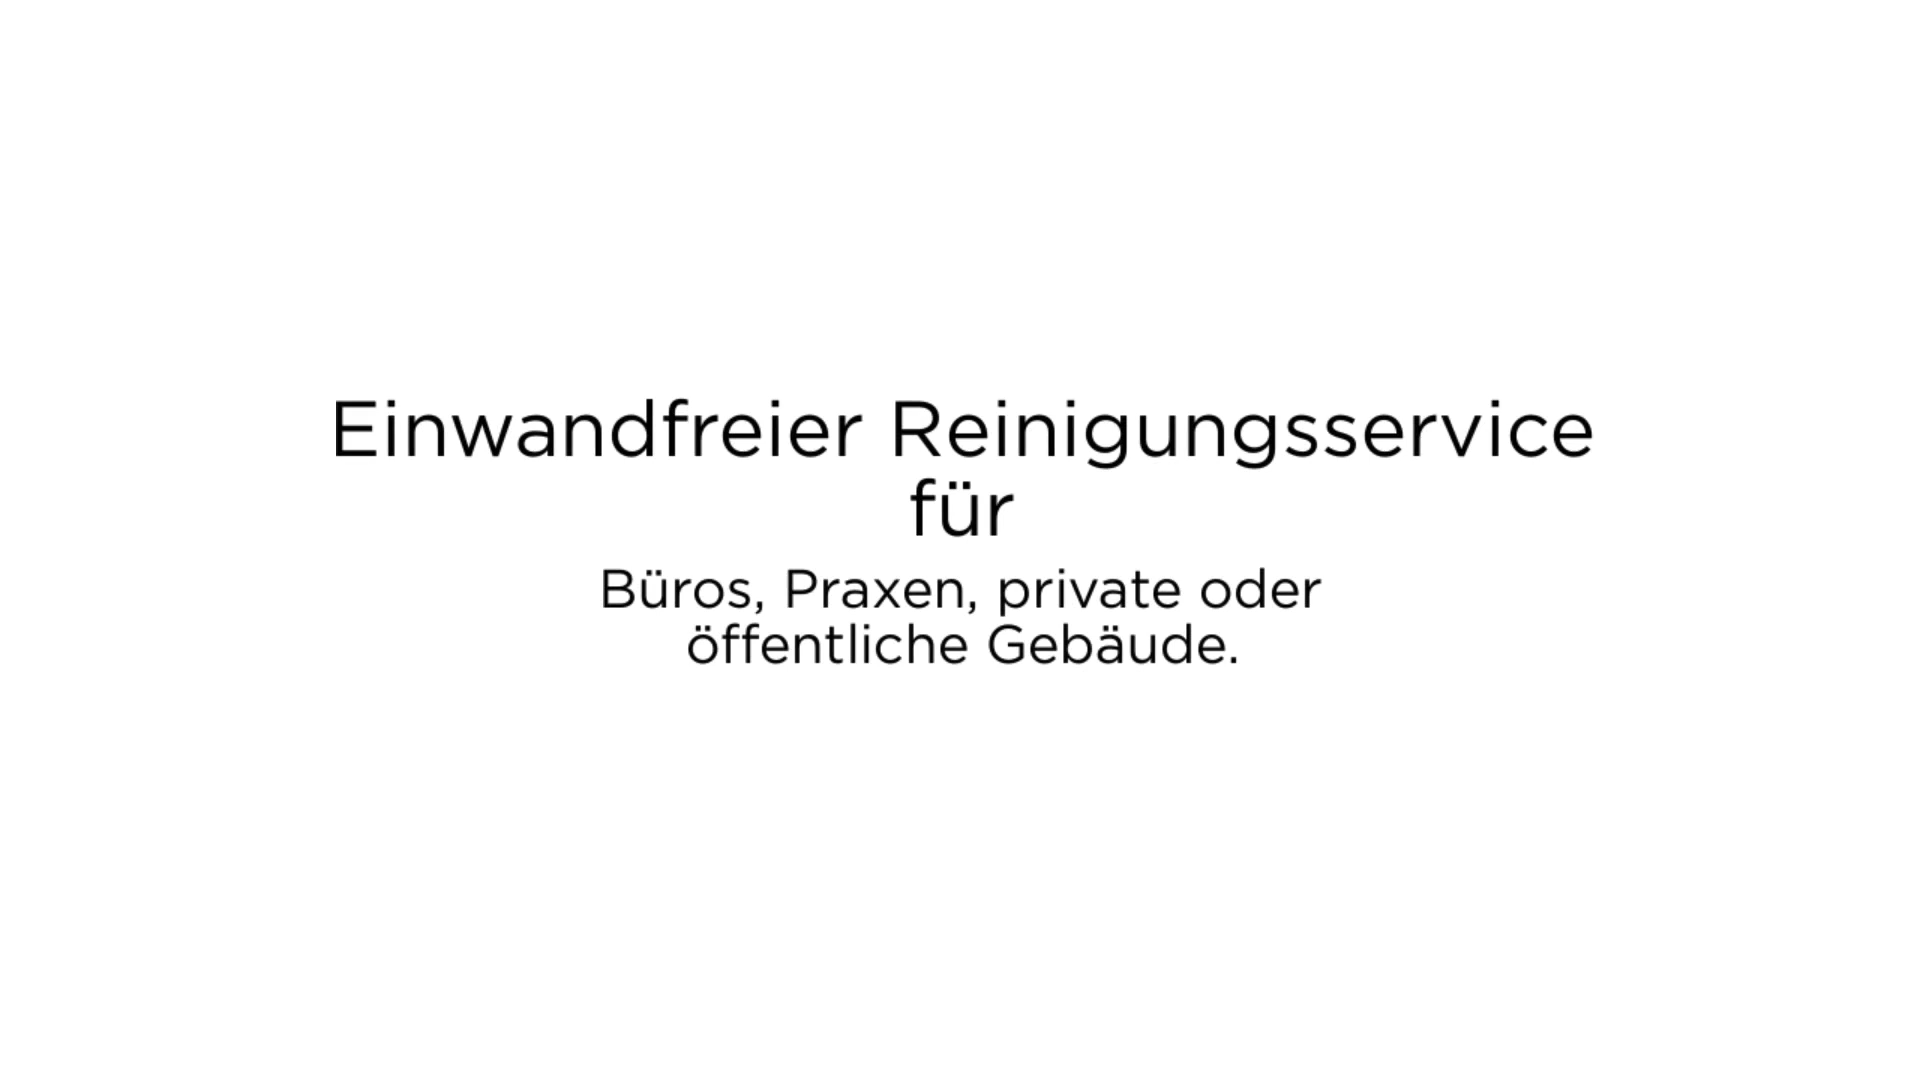 Einwandfreier Reinigungsservice
für
Büros, Praxen, private oder
öffentliche Gebäude.